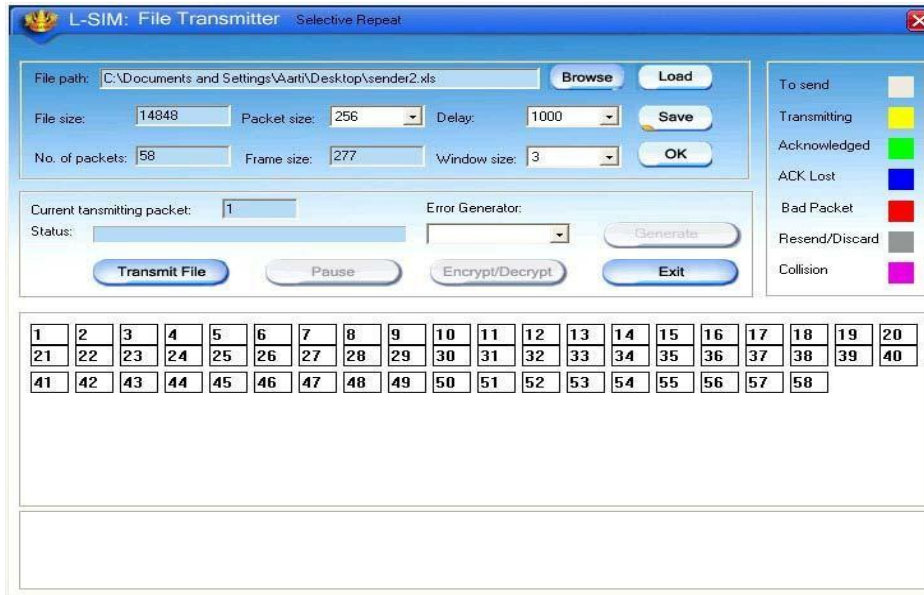 L-SIM: File Transmitter Selective Repeat
File path: C:\Documents and Settings\Aarti\Desktop\sender2.xls Browse Load
File size: 14848 Packet size: 256 Delay: 1000 Save
No. of packets: 58 Frame size: 277 Window size: 3 OK
To send
Transmitting
Acknowledged
ACK Lost
Bad Packet
Resend/Discard
Collision
Current tansmitting packet: 1 Error Generator:
Status: Generate
Transmit File Pause Encrypt/Decrypt Exit
1 2 3 4 5 6 7 8 9 10 11 12 13 14 15 16 17 18 19 20
21 22 23 24 25 26 27 28 29 30 31 32 33 34 35 36 37 38 39 40
41 42 43 44 45 46 47 48 49 50 51 52 53 54 55 56 57 58